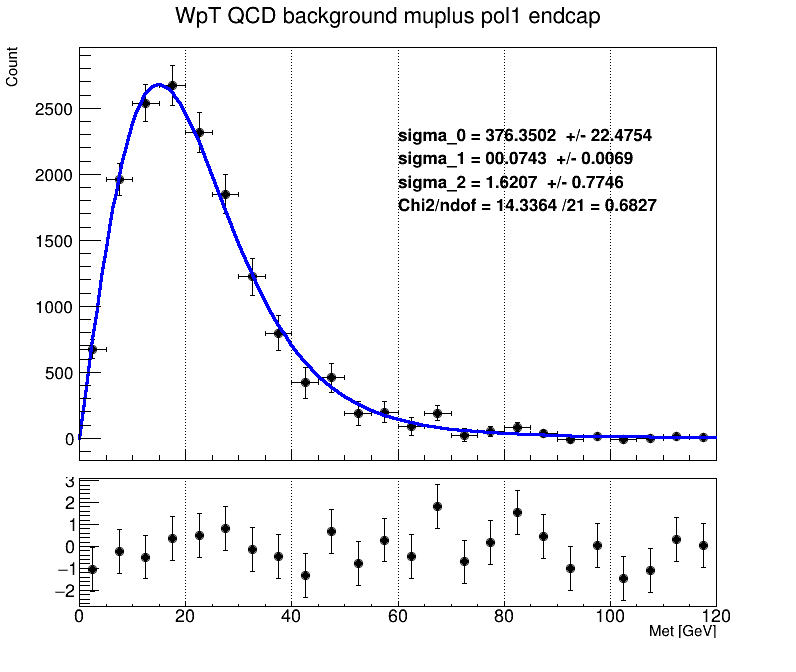 WpT QCD background muplus pol1 endcap
Count
2500
2000
1500
1000
500
0
sigma_0 = 376.3502 +/- 22.4754
sigma_1 = 00.0743 +/- 0.0069
sigma_2 = 1.6207 +/- 0.7746
Chi2/ndof = 14.3364 /21 = 0.6827
3
2
1
0
−1
−2
0 20 40 60 80 100 120
Met [GeV]